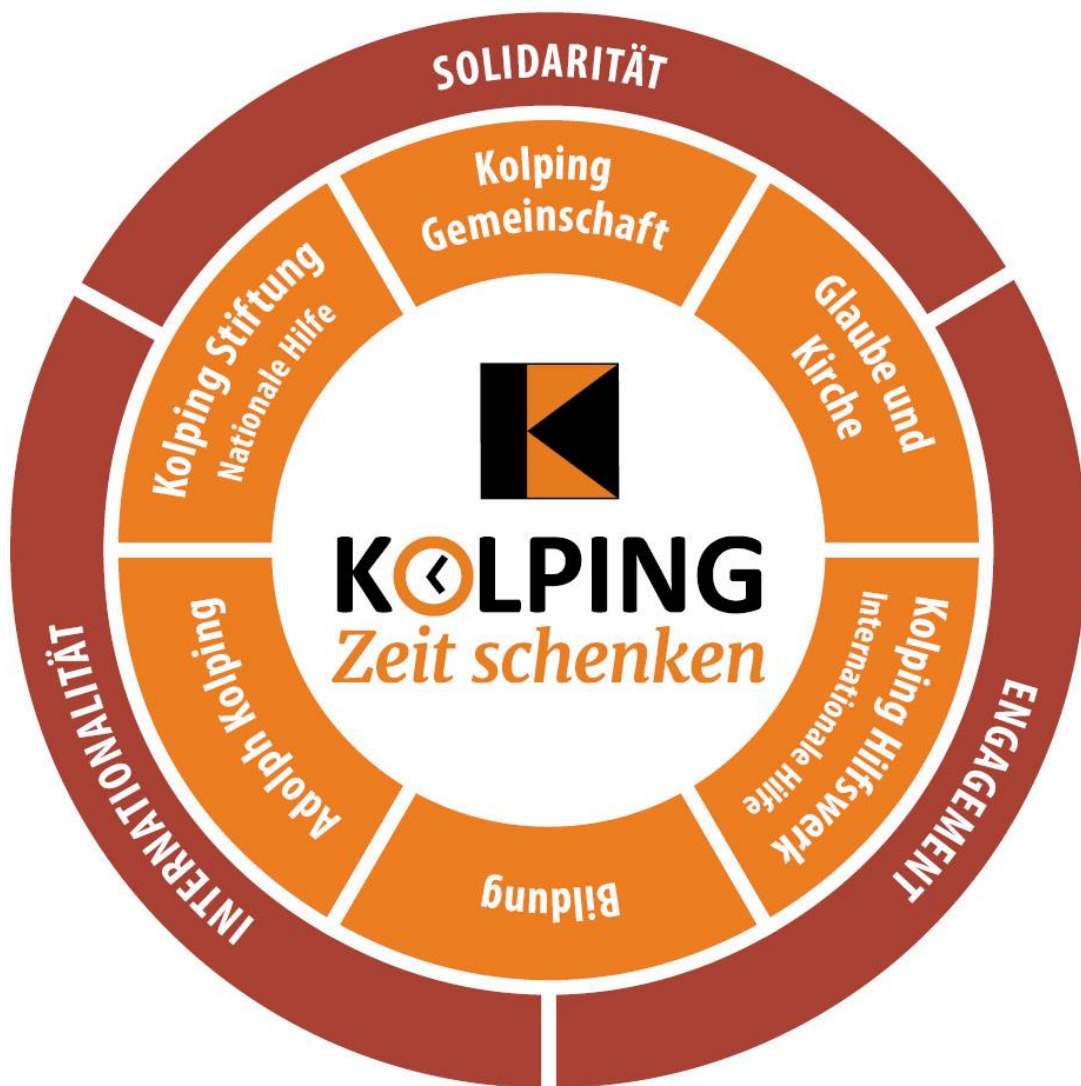 SOLIDARITÄT
Kolping
Gemeinschaft
Glaube und
Kirche
Kolping Hilfswerk
Internationale Hilfe
Bildung
Adolph Kolping
Kolping Stiftung
Nationale Hilfe
ENGAGEMENT
INTERNATIONALITÄT
KOLPING
Zeit schenken